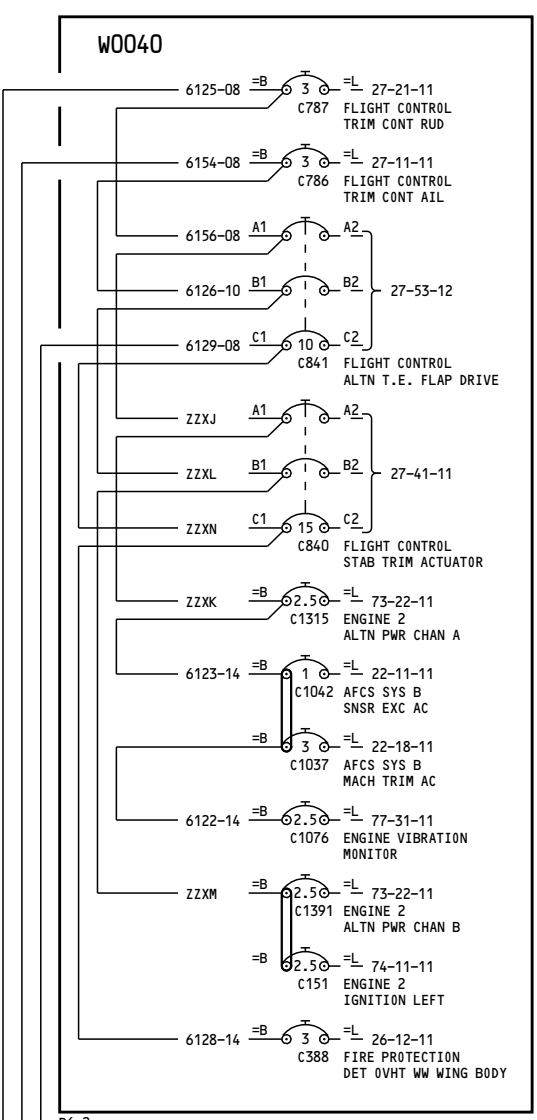 W0040
6125-08 =B 3 =L 27-21-11
C787 FLIGHT CONTROL
TRIM CONT RUD
6154-08 =B 3 =L 27-11-11
C786 FLIGHT CONTROL
TRIM CONT AIL
6156-08 A1 A2
6126-10 B1 B2 27-53-12
6129-08 C1 10 C2
C841 FLIGHT CONTROL
ALTN T.E. FLAP DRIVE
ZZXJ A1 A2
ZZXL B1 B2 27-41-11
ZZXN C1 15 C2
C840 FLIGHT CONTROL
STAB TRIM ACTUATOR
ZZXK =B 2.5 =L 73-22-11
C1315 ENGINE 2
ALTN PWR CHAN A
6123-14 =B 1 =L 22-11-11
C1042 AFCS SYS B
SNSR EXC AC
=B 3 =L 22-18-11
C1037 AFCS SYS B
MACH TRIM AC
6122-14 =B 2.5 =L 77-31-11
C1076 ENGINE VIBRATION
MONITOR
ZZXM =B 2.5 =L 73-22-11
C1391 ENGINE 2
ALTN PWR CHAN B
=B 2.5 =L 74-11-11
C151 ENGINE 2
IGNITION LEFT
6128-14 =B 3 =L 26-12-11
C388 FIRE PROTECTION
DET OVHT WW WING BODY